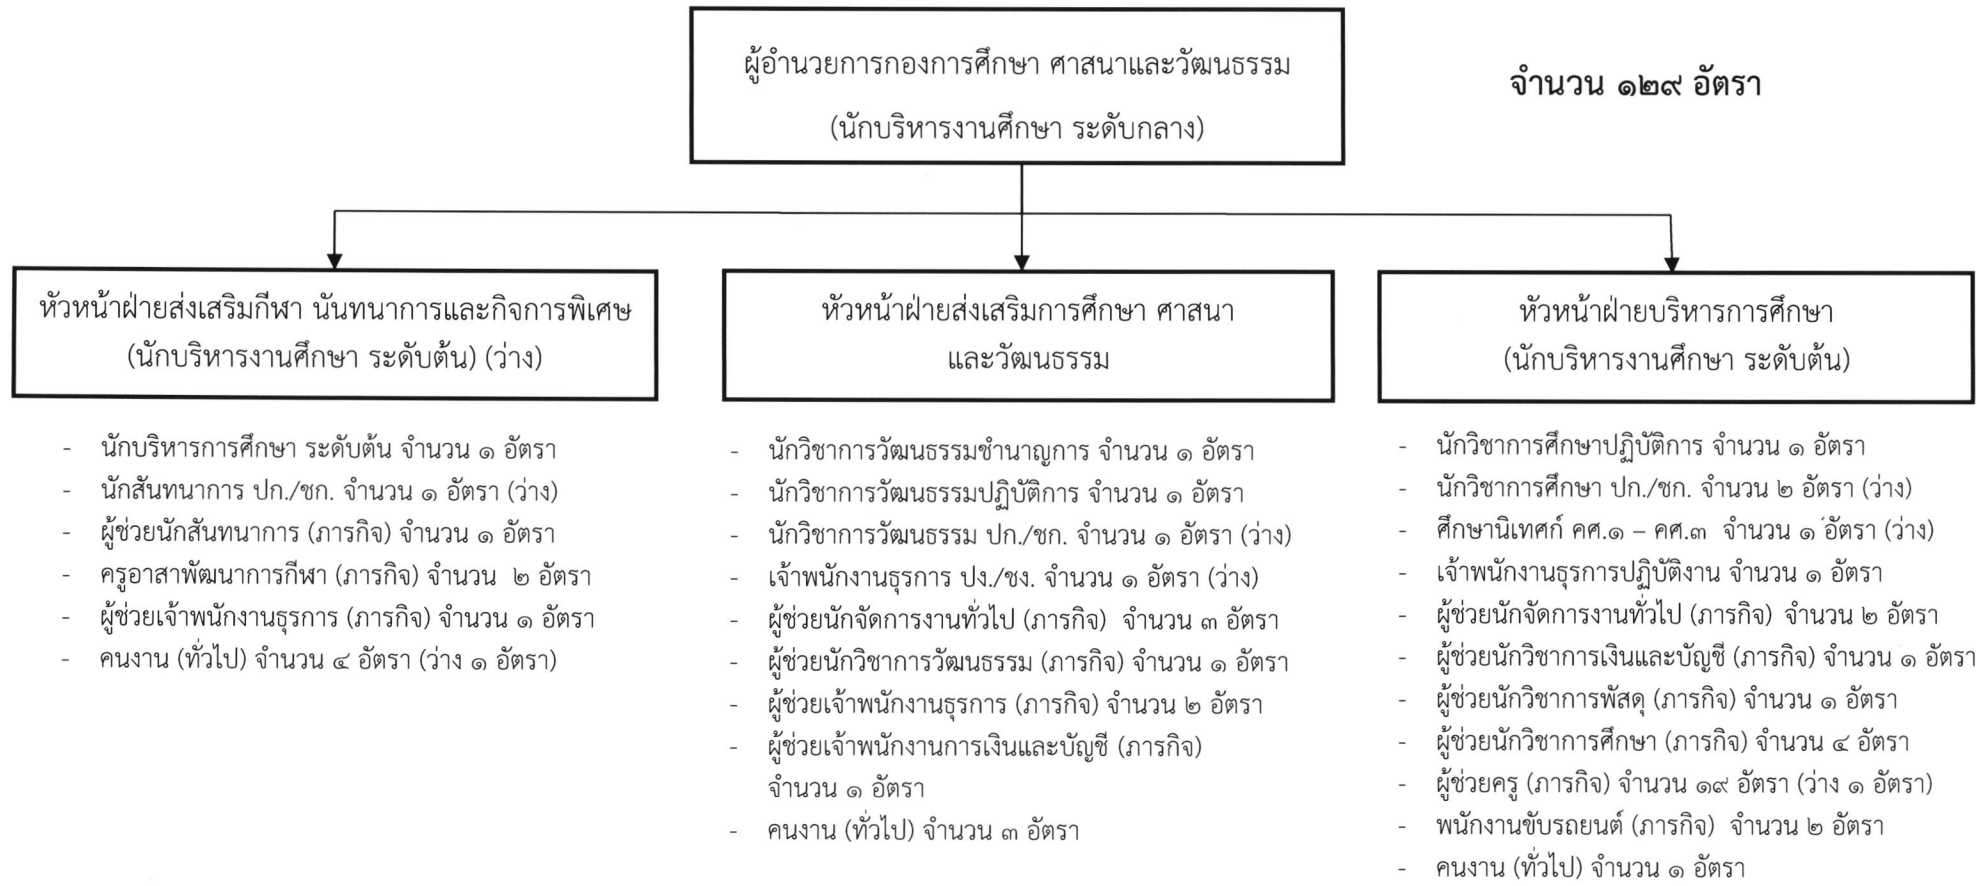 ผู้อำนวยการกองการศึกษา ศาสนาและวัฒนธรรม
(นักบริหารงานศึกษา ระดับกลาง)
จำนวน ๑๒๙ อัตรา
หัวหน้าฝ่ายส่งเสริมกีฬา นันทนาการและกิจการพิเศษ
(นักบริหารงานศึกษา ระดับต้น) (ว่าง)
- นักบริหารการศึกษา ระดับต้น จำนวน ๑ อัตรา
- นักสันทนาการ ปก./ชก. จำนวน ๑ อัตรา (ว่าง)
- ผู้ช่วยนักสันทนาการ (ภารกิจ) จำนวน ๑ อัตรา
- ครูอาสาพัฒนาการกีฬา (ภารกิจ) จำนวน ๒ อัตรา
- ผู้ช่วยเจ้าพนักงานธุรการ (ภารกิจ) จำนวน ๑ อัตรา
- คนงาน (ทั่วไป) จำนวน ๔ อัตรา (ว่าง ๑ อัตรา)
หัวหน้าฝ่ายส่งเสริมการศึกษา ศาสนา
และวัฒนธรรม
- นักวิชาการวัฒนธรรมชำนาญการ จำนวน ๑ อัตรา
- นักวิชาการวัฒนธรรมปฏิบัติการ จำนวน ๑ อัตรา
- นักวิชาการวัฒนธรรม ปก./ชก. จำนวน ๑ อัตรา (ว่าง)
- เจ้าพนักงานธุรการ ปง./ชง. จำนวน ๑ อัตรา (ว่าง)
- ผู้ช่วยนักจัดการงานทั่วไป (ภารกิจ) จำนวน ๓ อัตรา
- ผู้ช่วยนักวิชาการวัฒนธรรม (ภารกิจ) จำนวน ๑ อัตรา
- ผู้ช่วยเจ้าพนักงานธุรการ (ภารกิจ) จำนวน ๒ อัตรา
- ผู้ช่วยเจ้าพนักงานการเงินและบัญชี (ภารกิจ)
จำนวน ๑ อัตรา
- คนงาน (ทั่วไป) จำนวน ๓ อัตรา
หัวหน้าฝ่ายบริหารการศึกษา
(นักบริหารงานศึกษา ระดับต้น)
- นักวิชาการศึกษาปฏิบัติการ จำนวน ๑ อัตรา
- นักวิชาการศึกษา ปก./ชก. จำนวน ๒ อัตรา (ว่าง)
- ศึกษานิเทศก์ คศ.๑ – คศ.๓ จำนวน ๑ อัตรา (ว่าง)
- เจ้าพนักงานธุรการปฏิบัติงาน จำนวน ๑ อัตรา
- ผู้ช่วยนักจัดการงานทั่วไป (ภารกิจ) จำนวน ๒ อัตรา
- ผู้ช่วยนักวิชาการเงินและบัญชี (ภารกิจ) จำนวน ๑ อัตรา
- ผู้ช่วยนักวิชาการพัสดุ (ภารกิจ) จำนวน ๑ อัตรา
- ผู้ช่วยนักวิชาการศึกษา (ภารกิจ) จำนวน ๔ อัตรา
- ผู้ช่วยครู (ภารกิจ) จำนวน ๑๙ อัตรา (ว่าง ๑ อัตรา)
- พนักงานขับรถยนต์ (ภารกิจ) จำนวน ๒ อัตรา
- คนงาน (ทั่วไป) จำนวน ๑ อัตรา